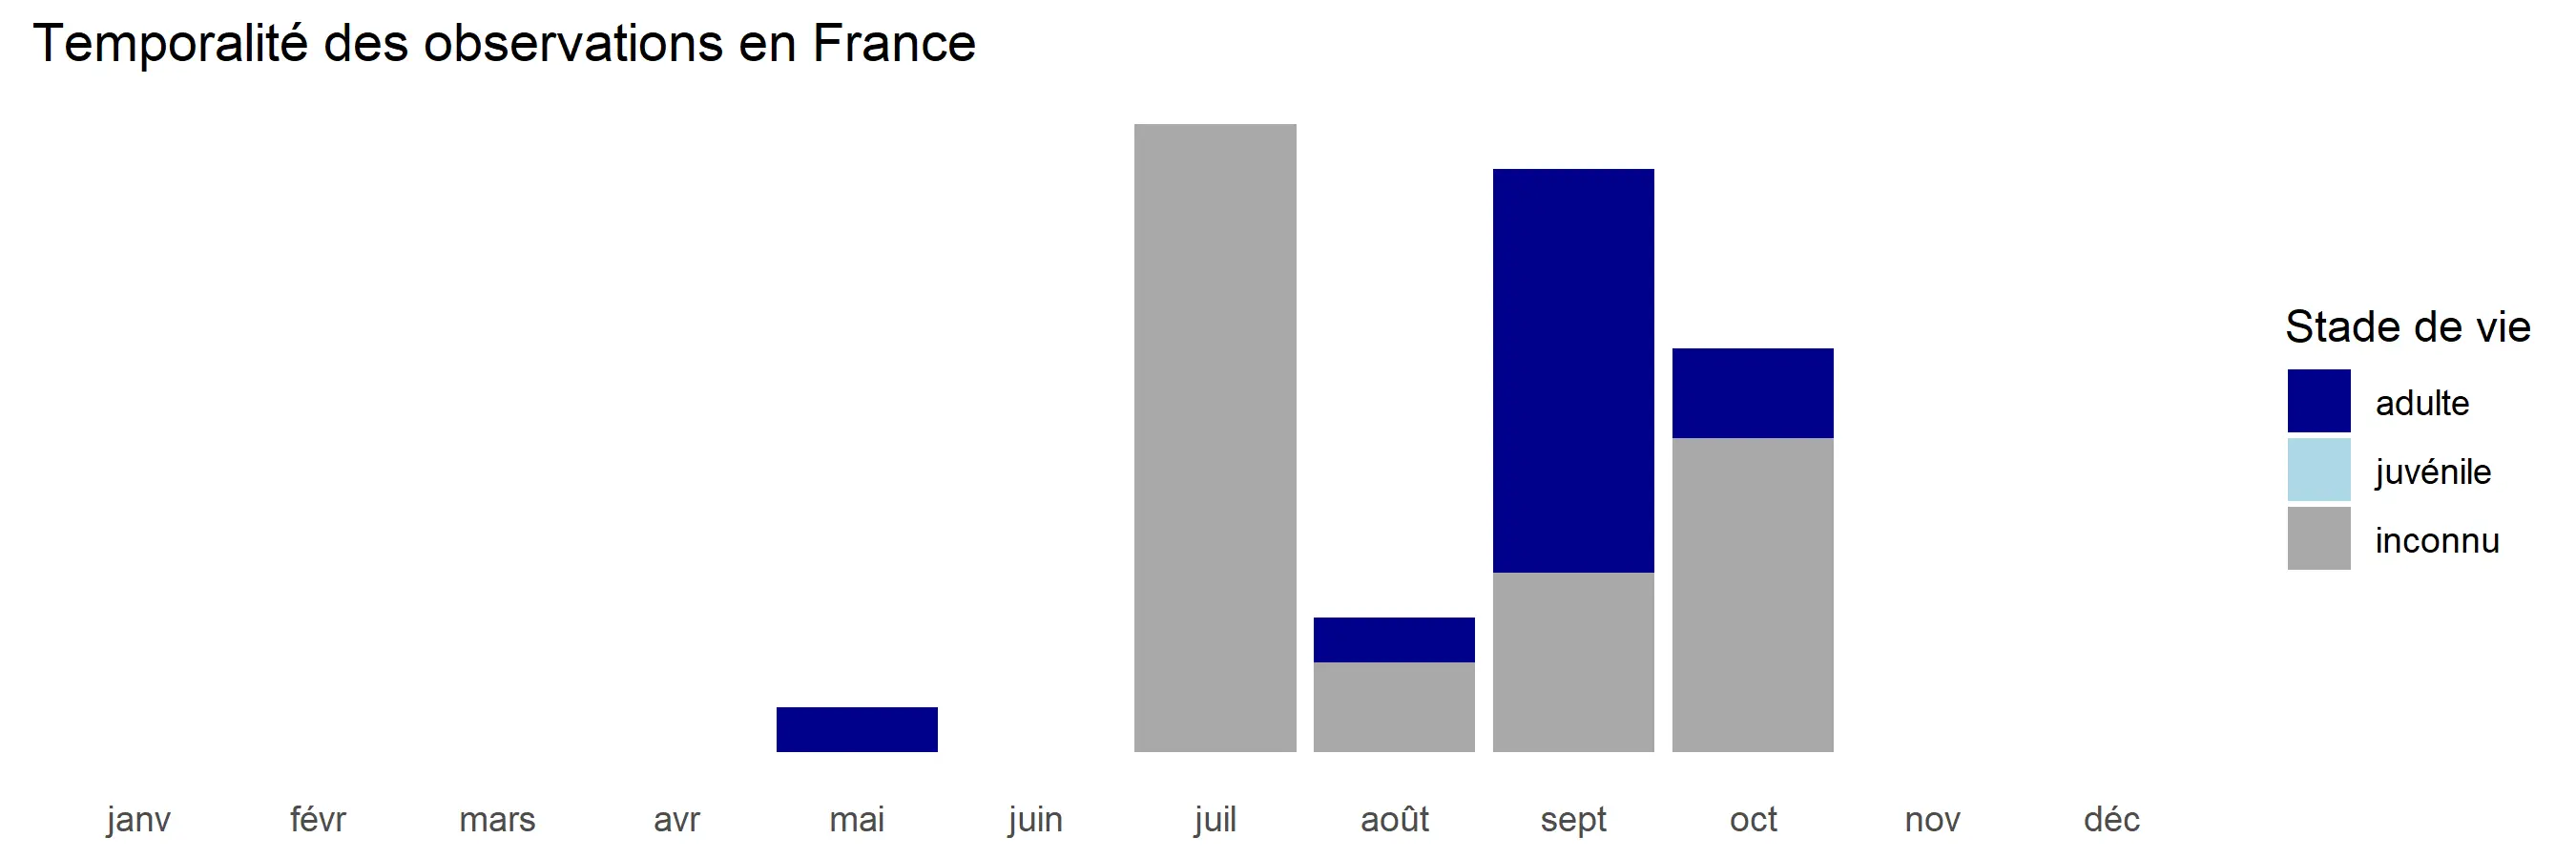 Temporalité des observations en France
Stade de vie
adulte
juvénile
inconnu
janv févr mars avr mai juin juil août sept oct nov déc